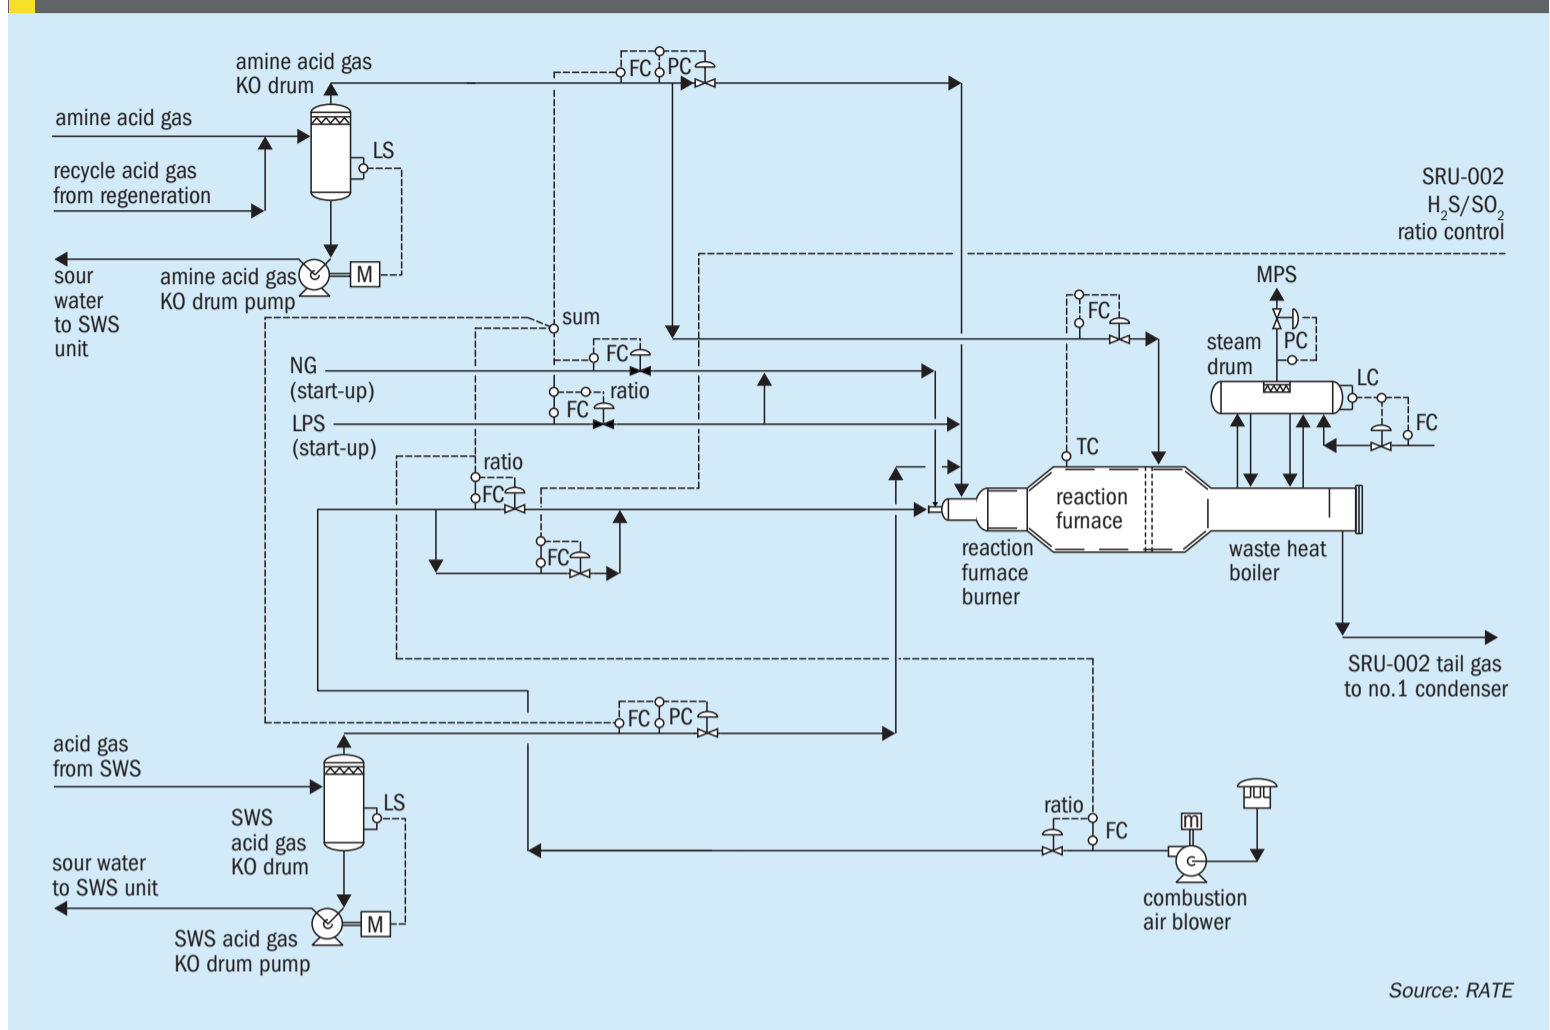 amine acid gas
KO drum
FC
PC
amine acid gas
LS
recycle acid gas
from regeneration
SRU-002
H₂S/SO₂
ratio control
sour
water
to SWS
unit
amine acid gas
KO drum pump
M
MPS
sum
FC
PC
steam
drum
NG
(start-up)
FC
LC
ratio
FC
LPS
(start-up)
FC
TC
ratio
FC
reaction
furnace
FC
reaction
furnace
burner
waste heat
boiler
SRU-002 tail gas
to no.1 condenser
FC
PC
acid gas
from SWS
LS
SWS
acid gas
KO drum
ratio
FC
m
sour water
to SWS unit
combustion
air blower
M
SWS acid gas
KO drum pump
Source: RATE